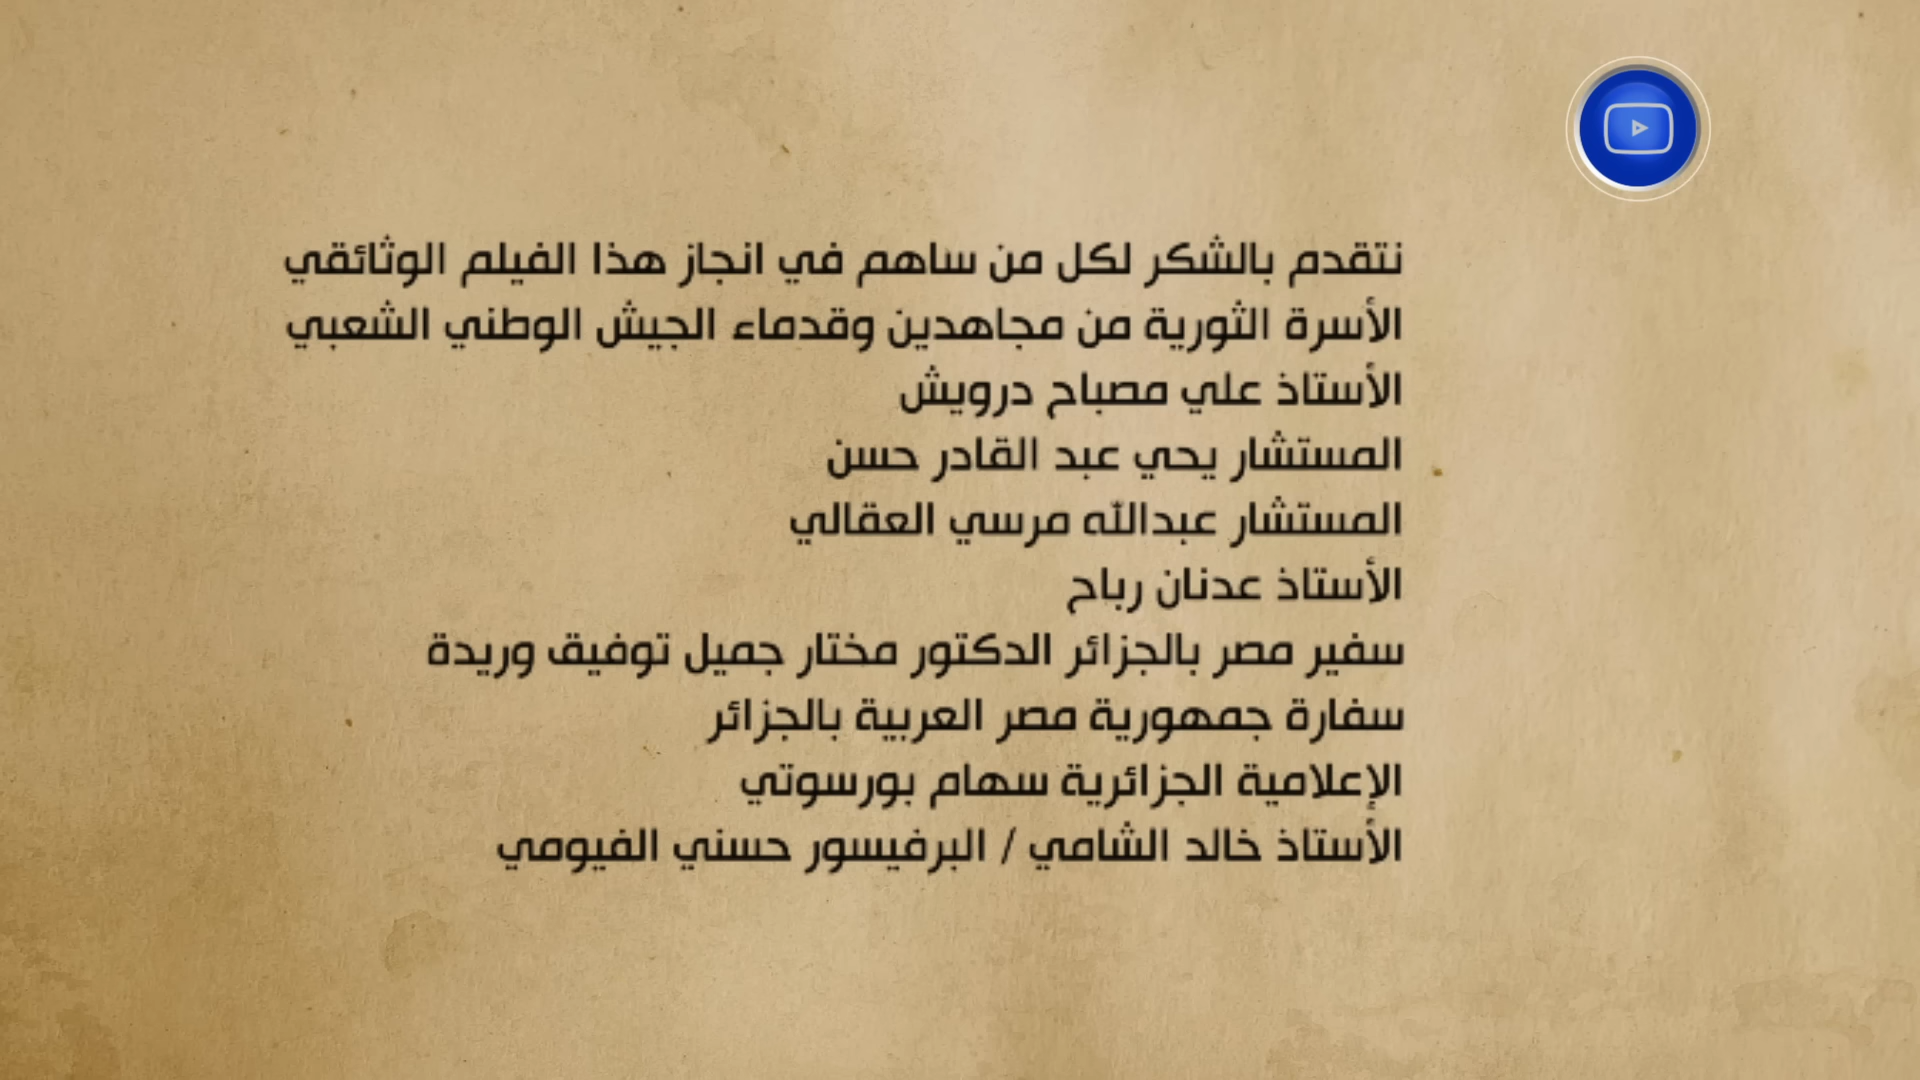 نتقدم بالشكر لكل من ساهم في انجاز هذا الفيلم الوثائقي
الأسرة الثورية من مجاهدين وقدماء الجيش الوطني الشعبي
الأستاذ علي مصباح درويش
المستشار يحي عبد القادر حسن
المستشار عبدالله مرسي العقالي
الأستاذ عدنان رباح
سفير مصر بالجزائر الدكتور مختار جميل توفيق وريدة
سفارة جمهورية مصر العربية بالجزائر
الإعلامية الجزائرية سهام بورسوتي
الأستاذ خالد الشامي / البرفيسور حسني الفيومي